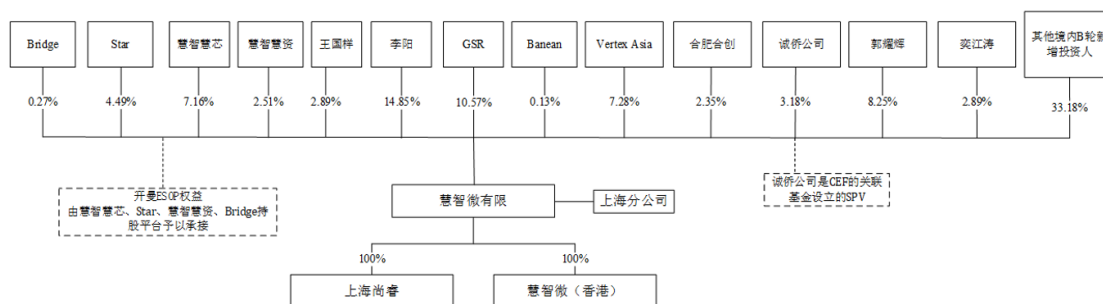 Bridge
Star
慧智慧芯
慧智慧资
王国样
李阳
GSR
Banean
Vertex Asia
合肥合创
诚侨公司
郭耀辉
奕江涛
其他境内B轮新
增投资人
0.27%
4.49%
7.16%
2.51%
2.89%
14.85%
10.57%
0.13%
7.28%
2.35%
3.18%
8.25%
2.89%
33.18%
开曼ESOP权益
由慧智慧芯、Star、慧智慧资、Bridge持
股平台予以承接
慧智微有限
上海分公司
诚侨公司是CEF的关联
基金设立的SPV
100%
100%
上海尚睿
慧智微（香港）